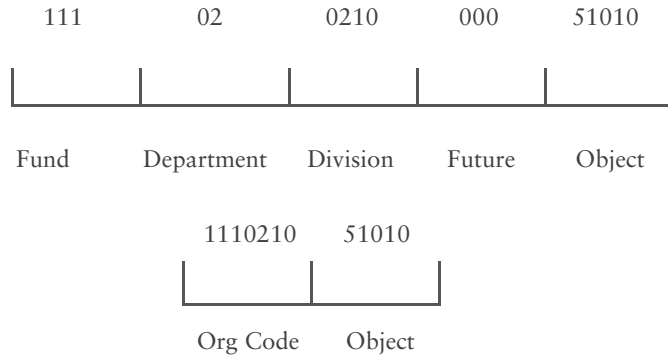 111 02 0210 000 51010
Fund Department Division Future Object
1110210 51010
Org Code Object